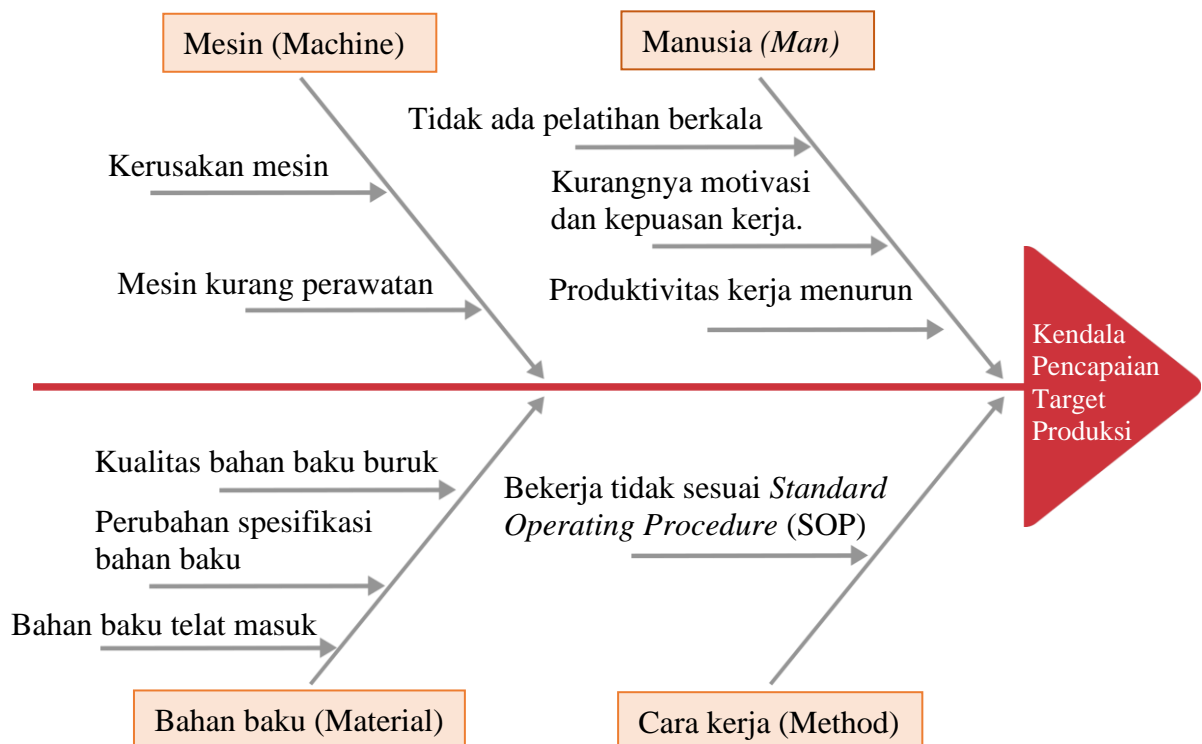 Mesin (Machine)
Manusia (Man)
Tidak ada pelatihan berkala
Kerusakan mesin
Kurangnya motivasi
dan kepuasan kerja.
Mesin kurang perawatan
Produktivitas kerja menurun
Kendala
Pencapaian
Target
Produksi
Kualitas bahan baku buruk
Perubahan spesifikasi
bahan baku
Bahan baku telat masuk
Bekerja tidak sesuai Standard
Operating Procedure (SOP)
Bahan baku (Material)
Cara kerja (Method)